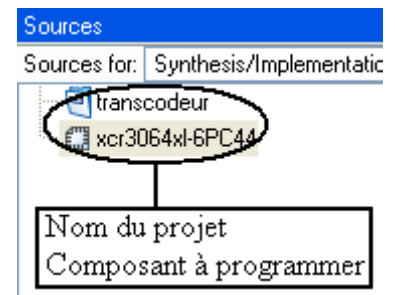 Sources
Sources for: Synthesis/Implementatic
transcodeur
xcr3064xl-6PC44
Nom du projet
Composant à programmer